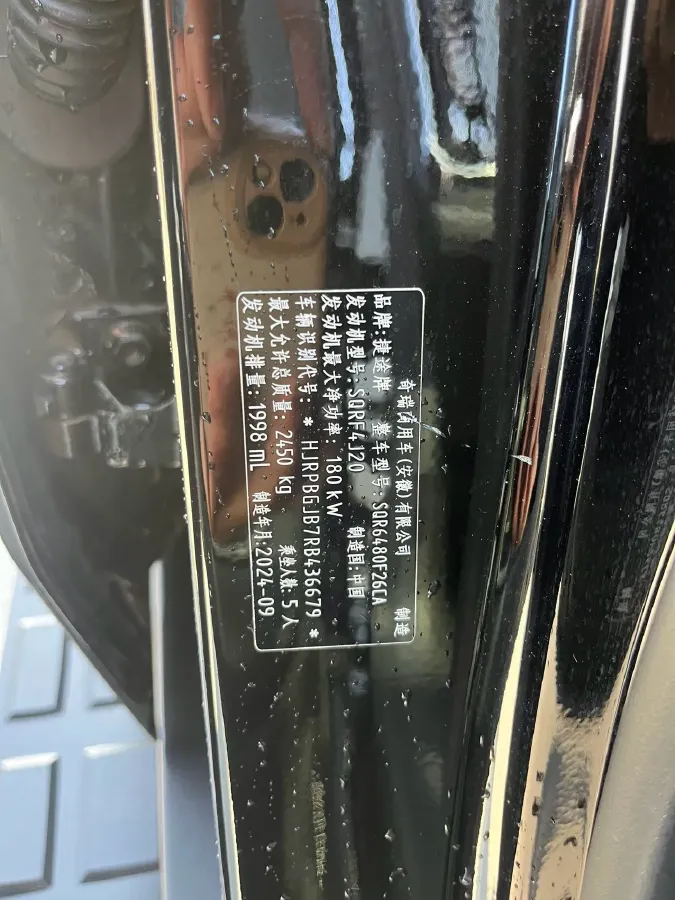 奇瑞商用车(安徽)有限公司 制造
品牌:捷途牌 整车型号:SQR6480F26CA
发动机型号:SQRF4J20 制造国:中国
发动机最大净功率:180kW
车辆识别代号:* HJRPBGJB7RB436679 *
最大允许总质量:2450 kg 乘坐人数:5人
发动机排量:1998 mL 制造年月:2024-09